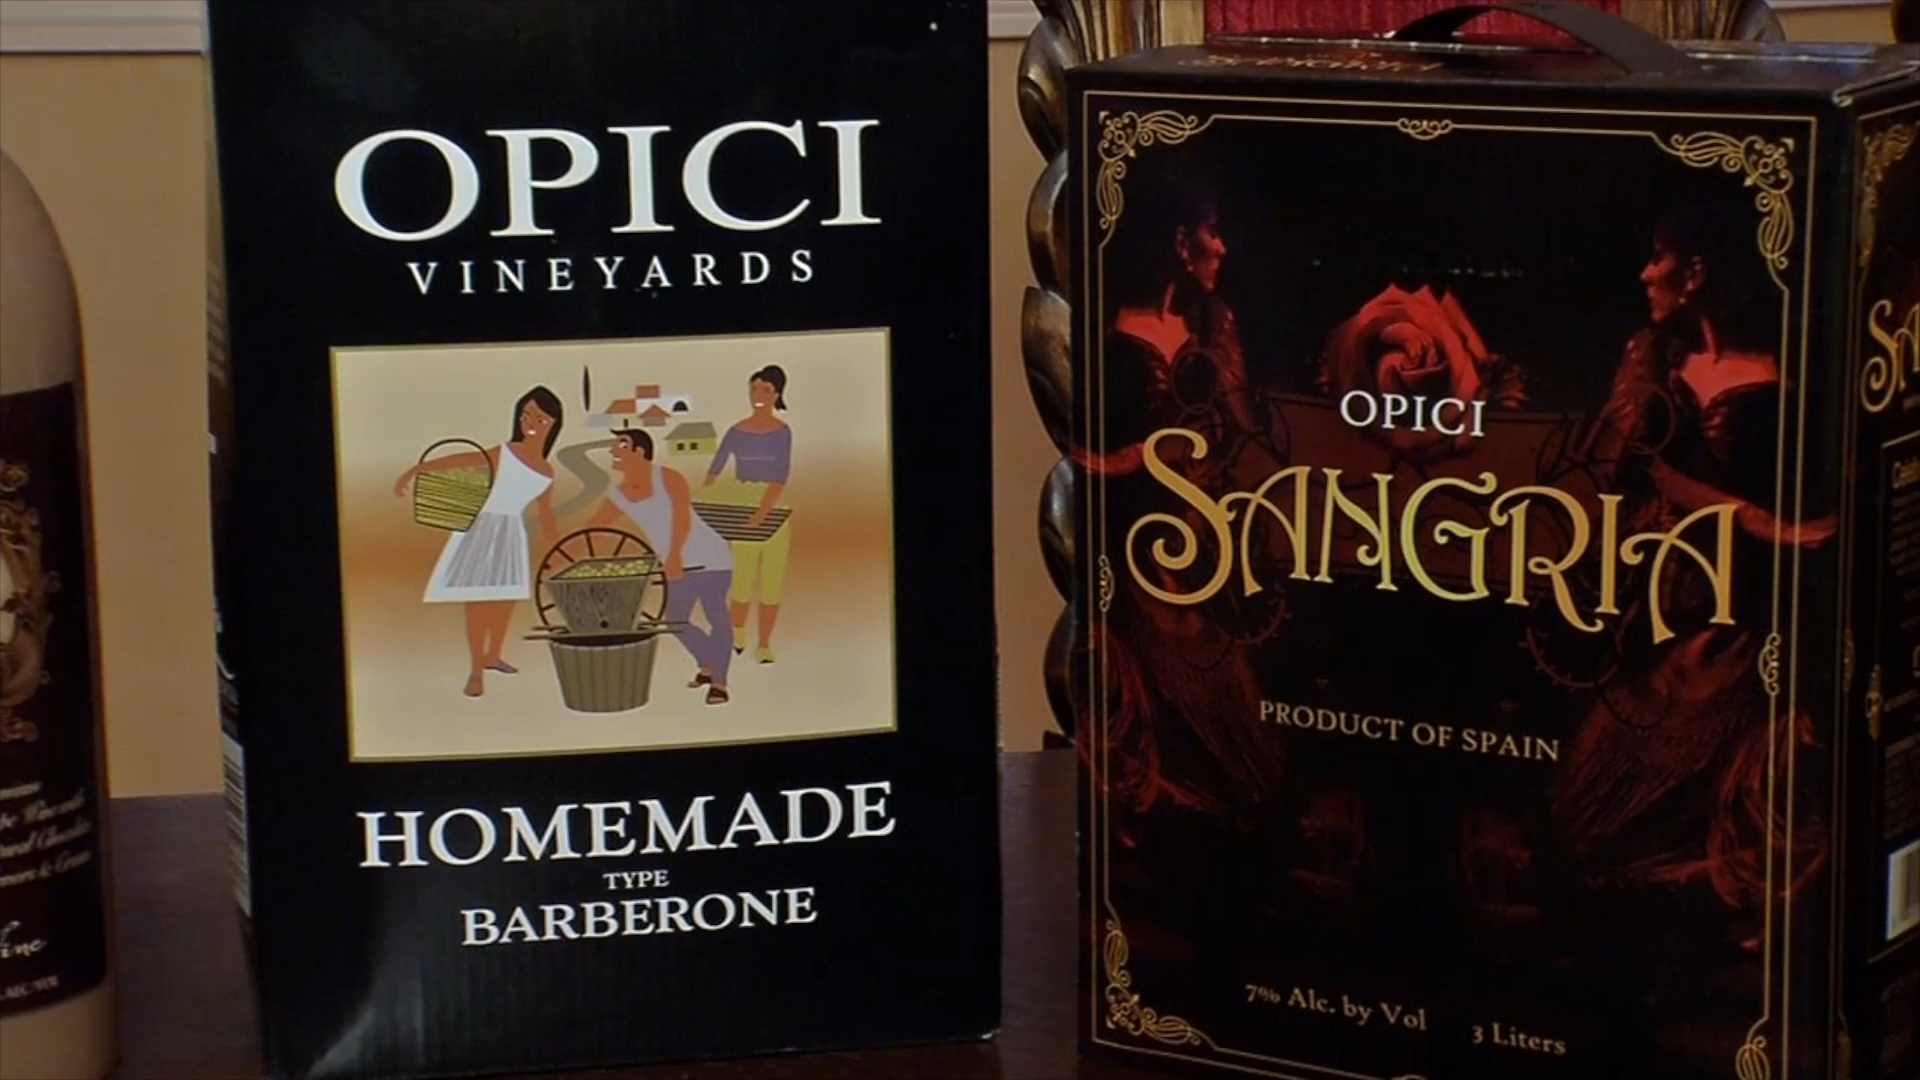 OPICI
VINEYARDS
HOMEMADE
TYPE
BARBERONE
OPICI
SANGRIA
PRODUCT OF SPAIN
7% Alc. by Vol
3 Liters